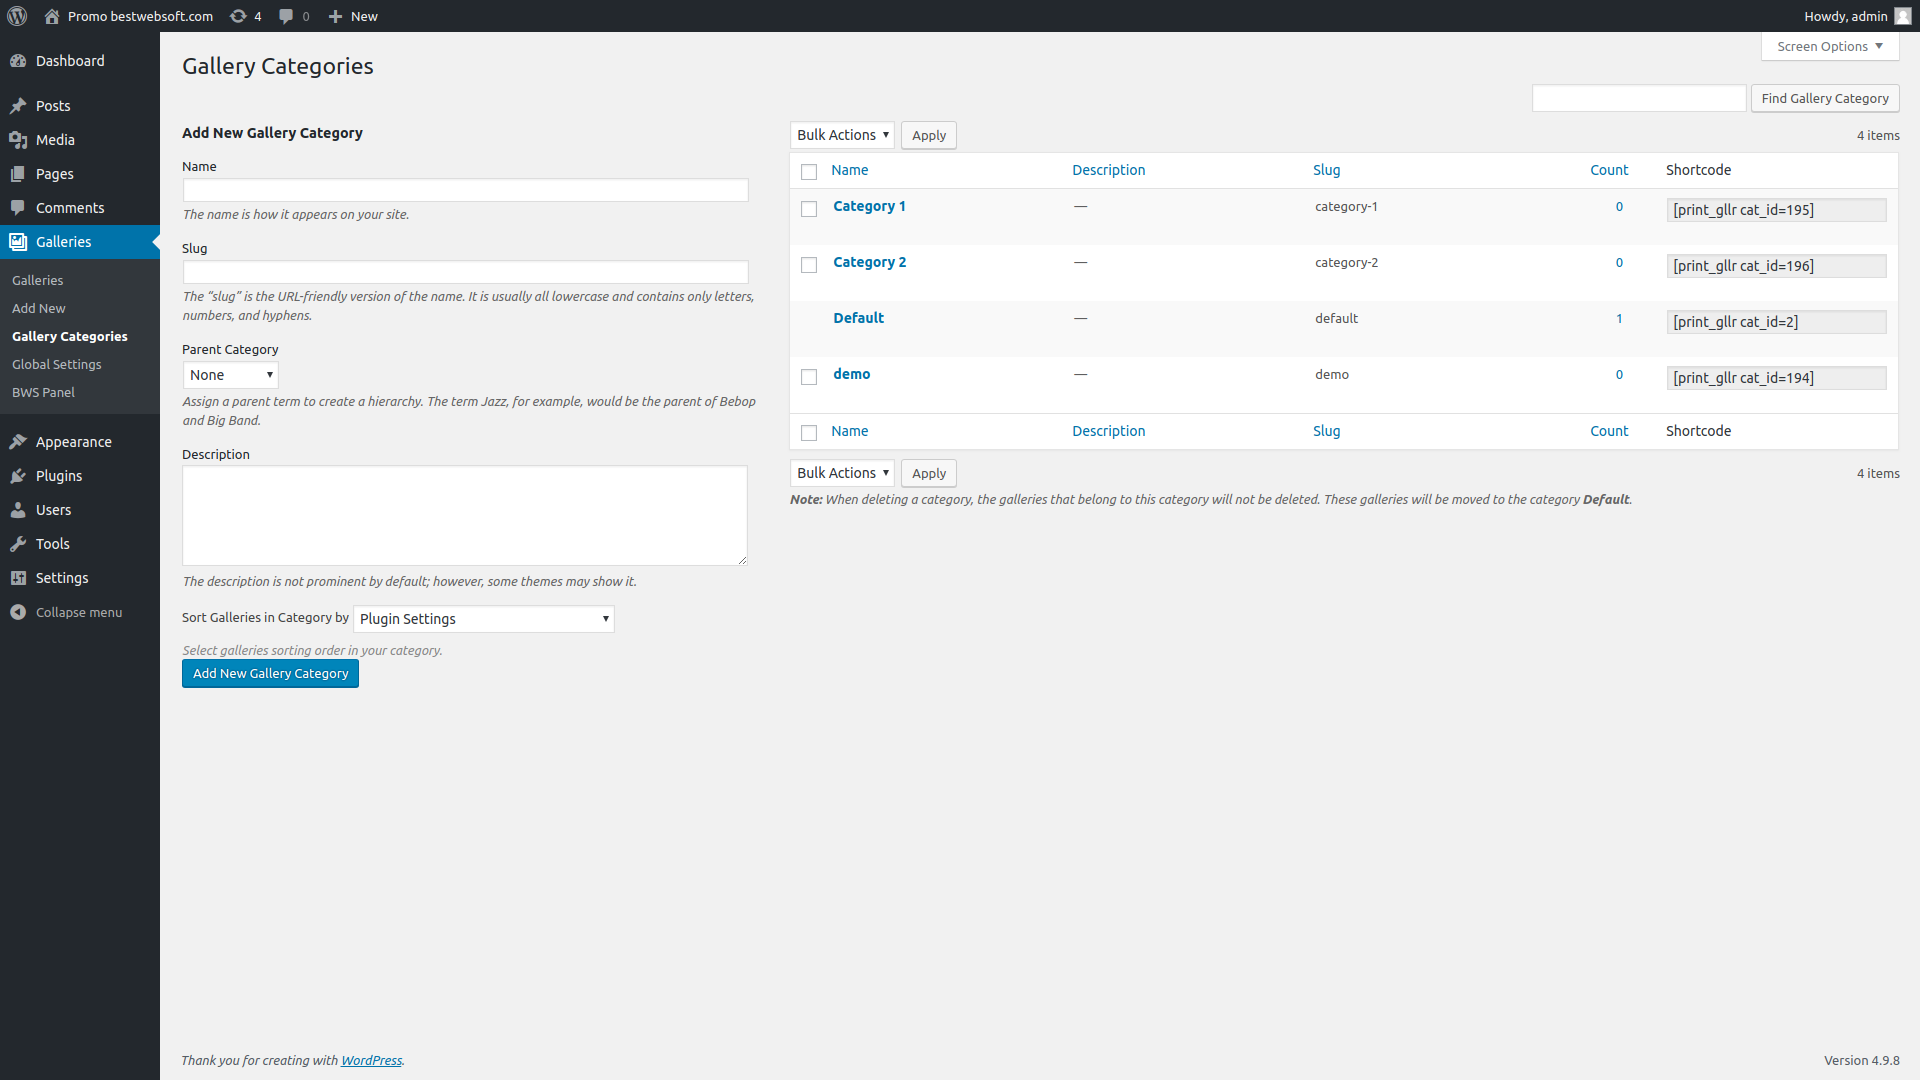 Promo bestwebsoft.com 4 0 New Howdy, admin
Screen Options
Dashboard
Posts
Media
Pages
Comments
Galleries
Galleries
Add New
Gallery Categories
Global Settings
BWS Panel
Appearance
Plugins
Users
Tools
Settings
Collapse menu
Gallery Categories
Find Gallery Category
Add New Gallery Category
Name
The name is how it appears on your site.
Slug
The “slug” is the URL-friendly version of the name. It is usually all lowercase and contains only letters,
numbers, and hyphens.
Parent Category
None
Assign a parent term to create a hierarchy. The term Jazz, for example, would be the parent of Bebop
and Big Band.
Description
The description is not prominent by default; however, some themes may show it.
Sort Galleries in Category by Plugin Settings
Select galleries sorting order in your category.
Add New Gallery Category
Bulk Actions Apply 4 items
Name Description Slug Count Shortcode
Category 1 — category-1 0 [print_gllr cat_id=195]
Category 2 — category-2 0 [print_gllr cat_id=196]
Default — default 1 [print_gllr cat_id=2]
demo — demo 0 [print_gllr cat_id=194]
Name Description Slug Count Shortcode
Bulk Actions Apply 4 items
Note: When deleting a category, the galleries that belong to this category will not be deleted. These galleries will be moved to the category Default.
Thank you for creating with WordPress. Version 4.9.8